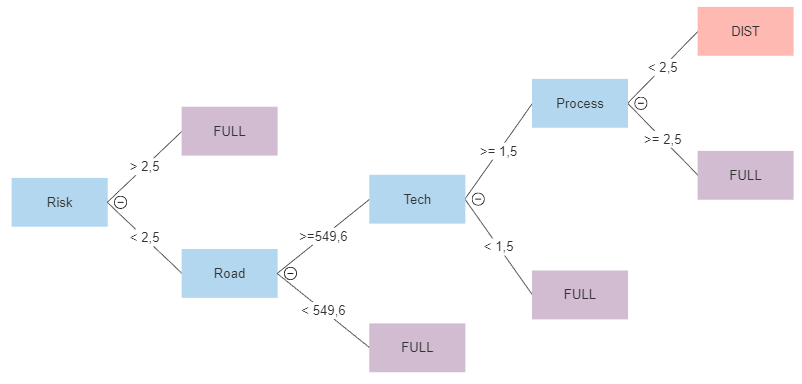 DIST
< 2,5
Process
FULL
>= 1,5
>= 2,5
> 2,5
FULL
Risk
Tech
< 2,5
>=549,6
< 1,5
Road
FULL
< 549,6
FULL